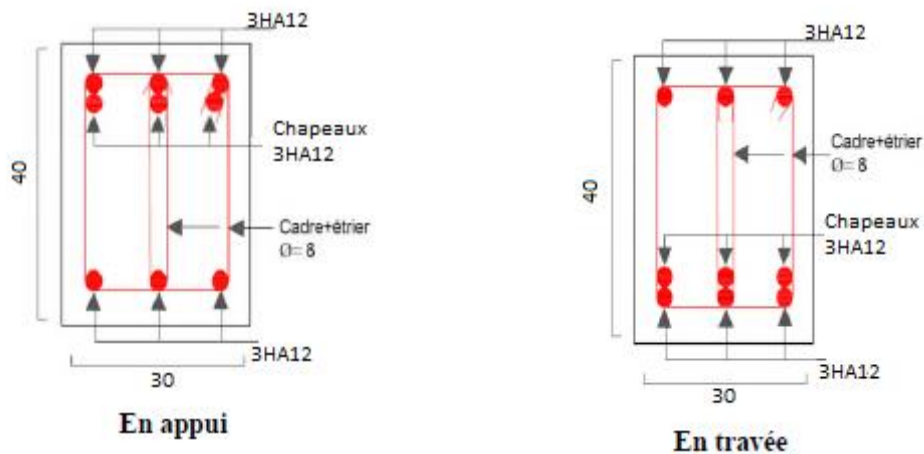 3HA12
Chapeaux
3HA12
40
Cadre+étrier
Ø= 8
3HA12
30
En appui
3HA12
Cadre+étrier
Ø= 8
40
Chapeaux
3HA12
3HA12
30
En travée